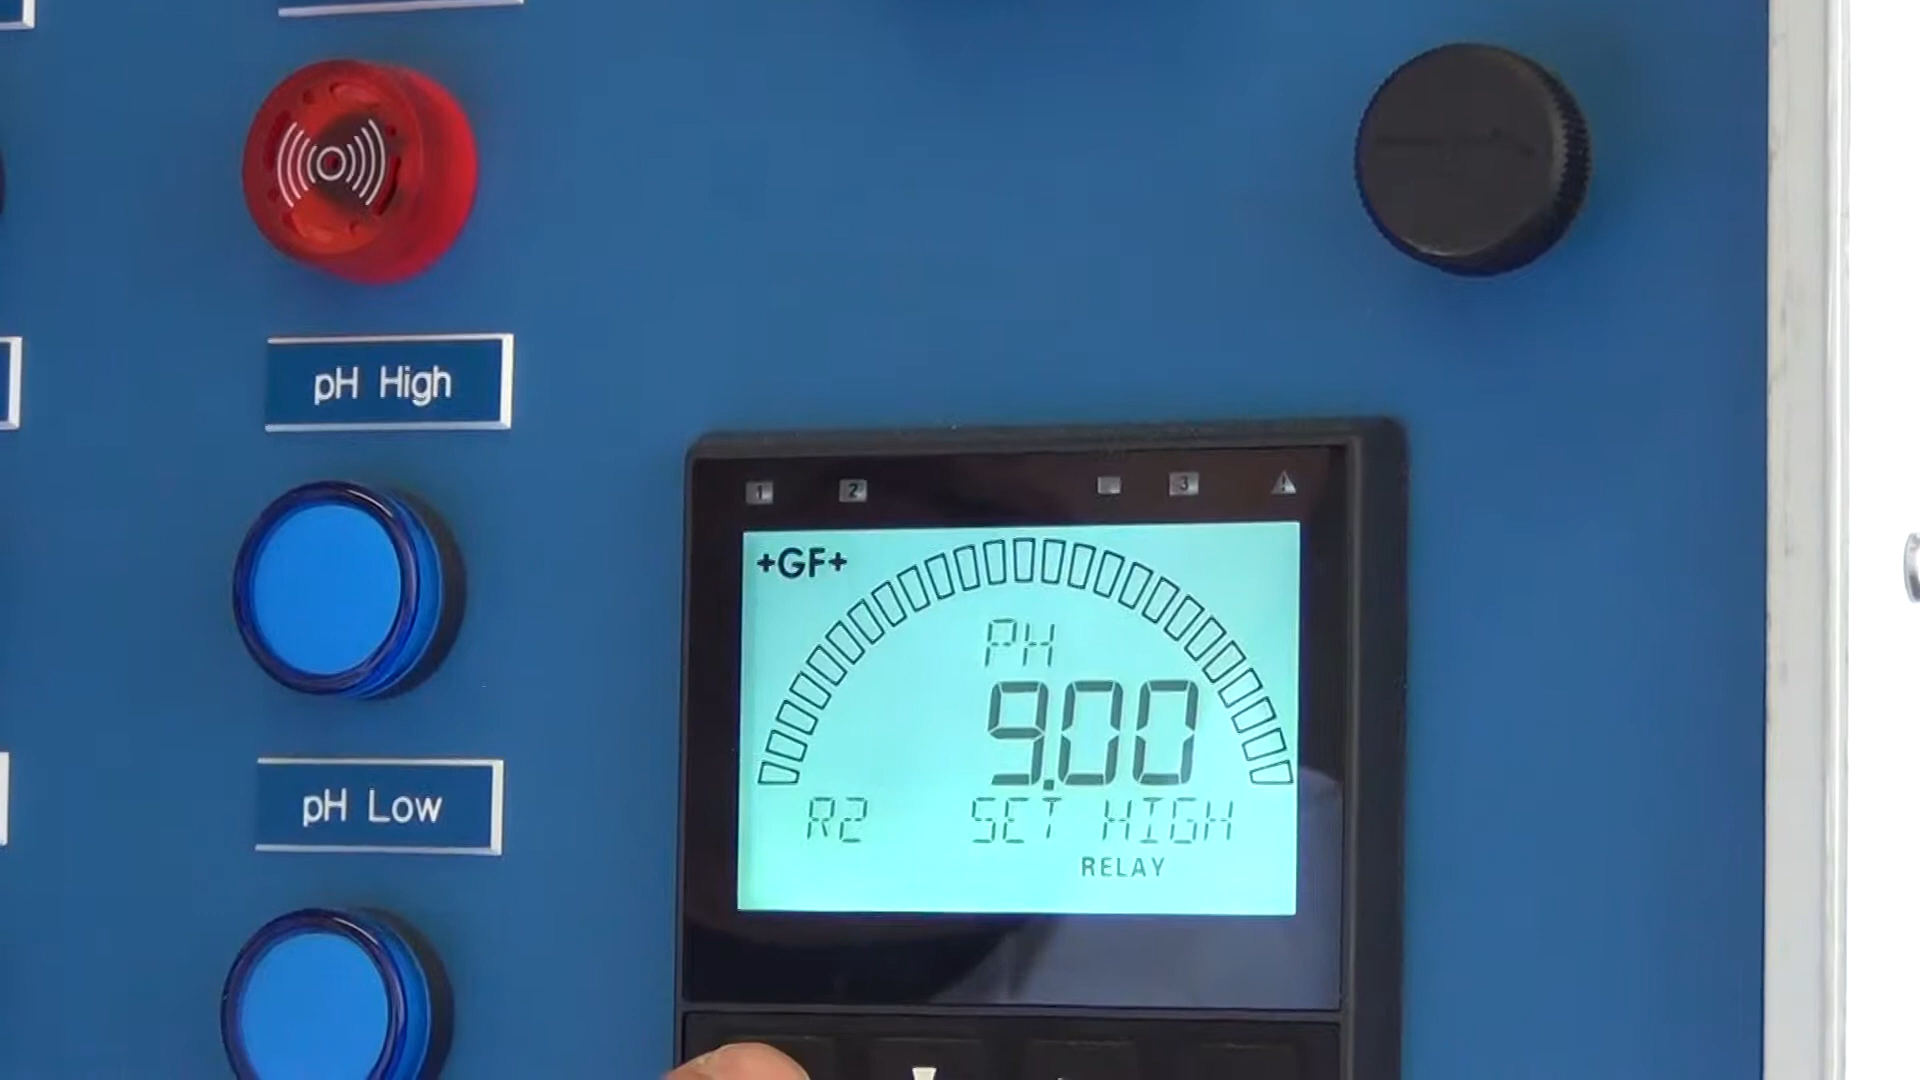 pH High
pH Low
1 2 3
+GF+
PH
9.00
R2 SET HIGH
RELAY